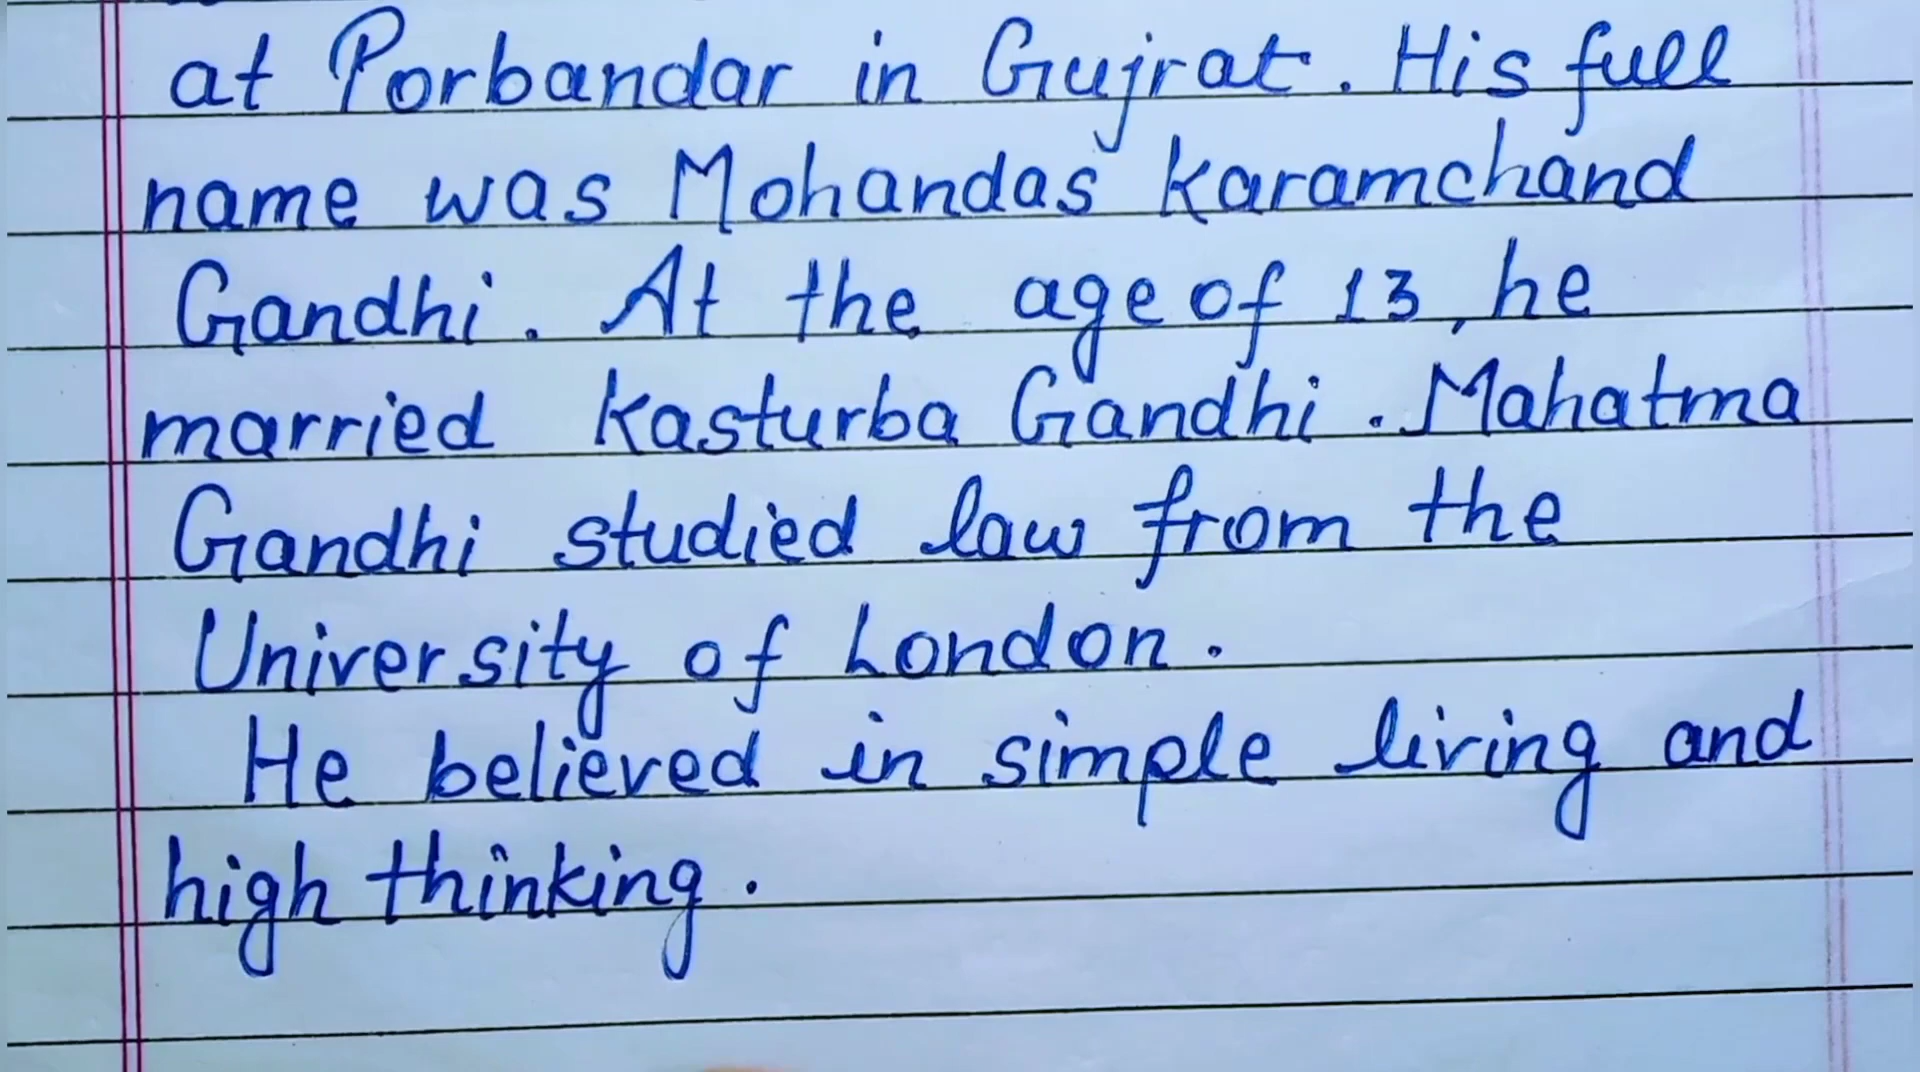 at Porbandar in Gujrat. His full
name was Mohandas Karamchand
Gandhi. At the age of 13, he
married Kasturba Gandhi. Mahatma
Gandhi studied law from the
University of London.
He believed in simple living and
high thinking.